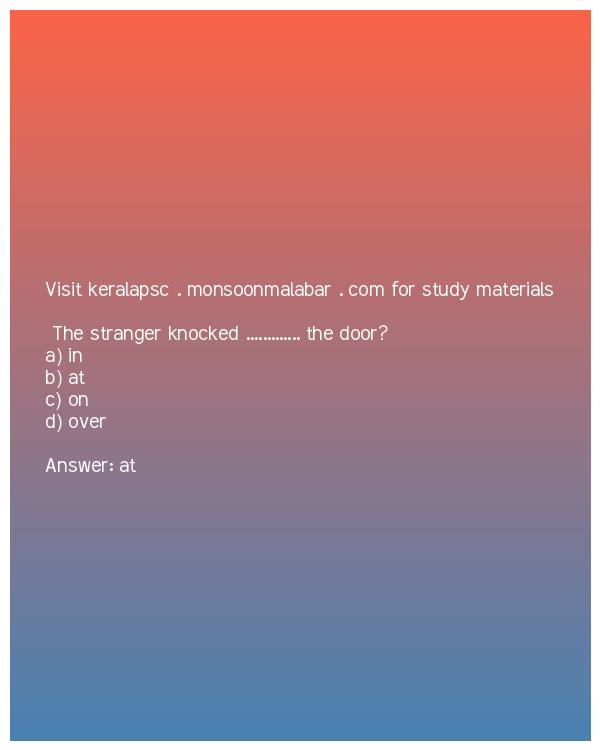 Visit keralapsc . monsoonmalabar . com for study materials
The stranger knocked ............. the door?
a) in
b) at
c) on
d) over
Answer: at